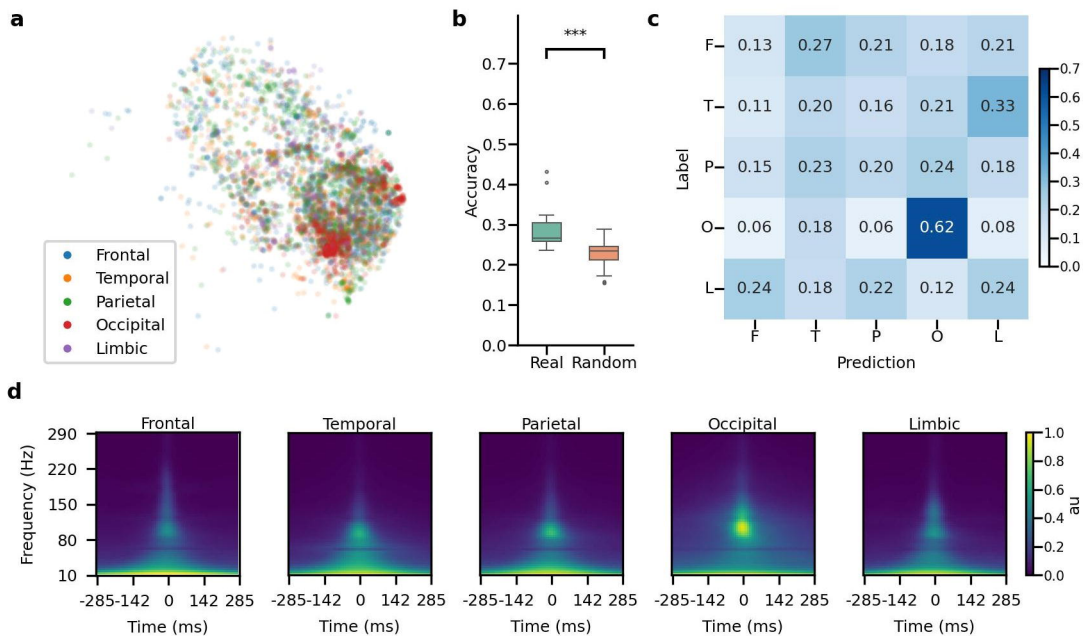 a
Frontal
Temporal
Parietal
Occipital
Limbic
b
***
0.7
0.6
0.5
0.4
0.3
0.2
0.1
0.0
Accuracy
Real Random
c
F 0.13 0.27 0.21 0.18 0.21
T 0.11 0.20 0.16 0.21 0.33
P 0.15 0.23 0.20 0.24 0.18
O 0.06 0.18 0.06 0.62 0.08
L 0.24 0.18 0.22 0.12 0.24
F T P O L
Label
Prediction
0.7
0.6
0.5
0.4
0.3
0.2
0.1
0.0
d
Frontal Temporal Parietal Occipital Limbic
290
220
150
80
10
Frequency (Hz)
-285 -142 0 142 285 -285 -142 0 142 285 -285 -142 0 142 285 -285 -142 0 142 285 -285 -142 0 142 285
Time (ms) Time (ms) Time (ms) Time (ms) Time (ms)
1.0
0.8
0.6
0.4
0.2
0.0
au